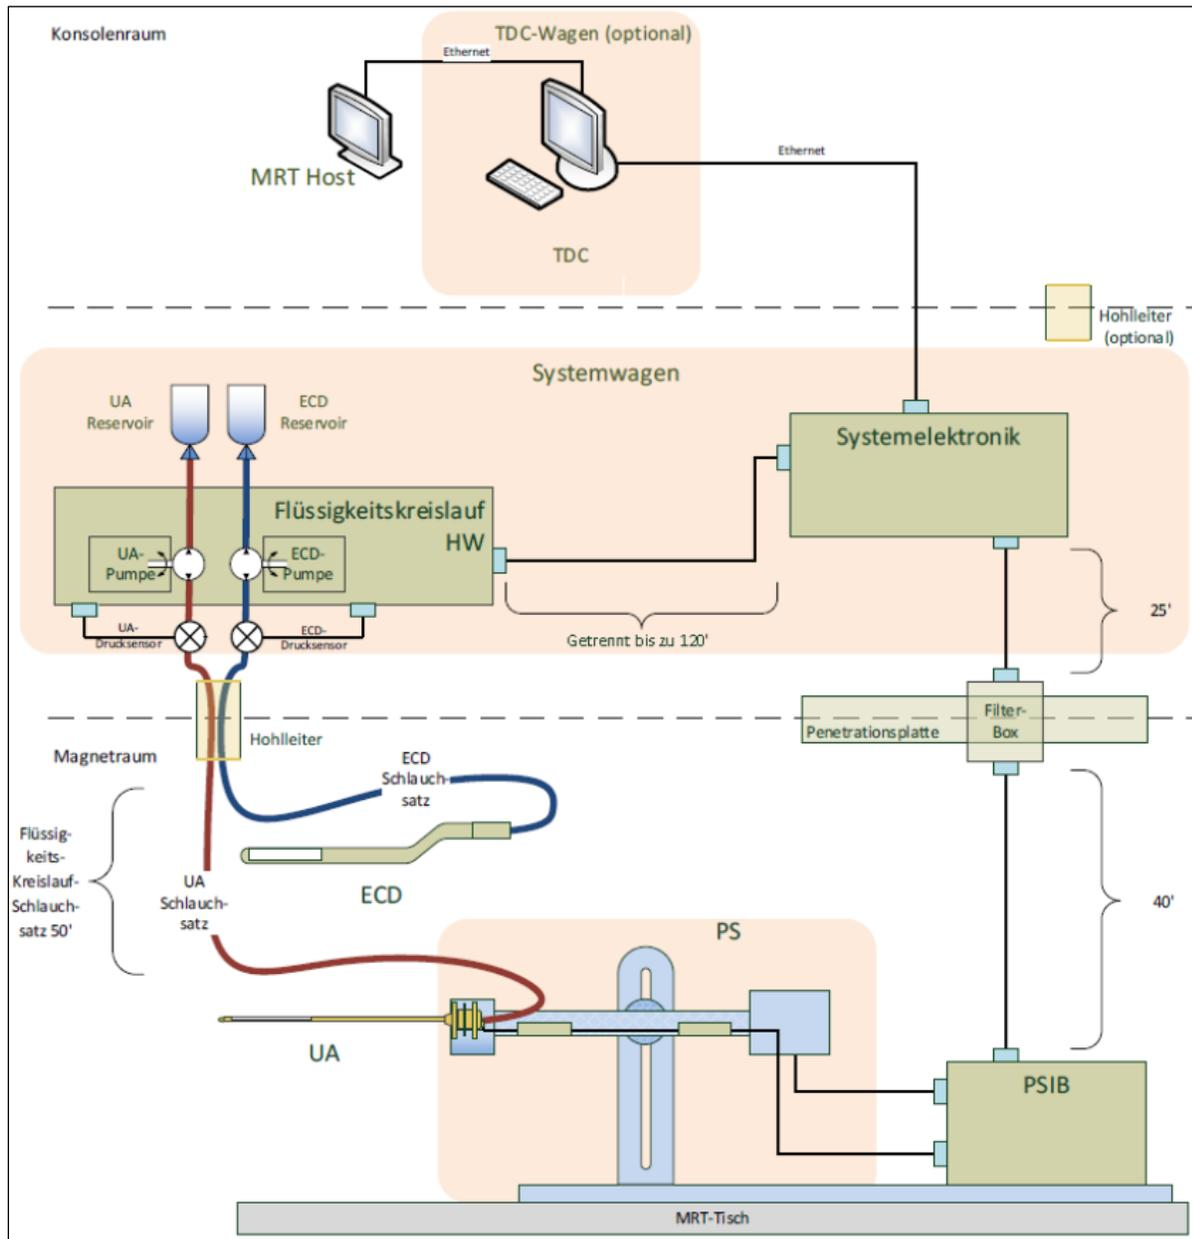 Konsolenraum
TDC-Wagen (optional)
Ethernet
MRT Host
Ethernet
TDC
Hohlleiter
(optional)
Systemwagen
UA
Reservoir
ECD
Reservoir
Systemelektronik
Flüssigkeitskreislauf
HW
UA-
Pumpe
ECD-
Pumpe
UA-
Drucksensor
ECD-
Drucksensor
Getrennt bis zu 120'
25'
Filter-
Box
Penetrationsplatte
Hohlleiter
Magnetraum
ECD
Schlauch-
satz
Flüssig-
keits-
Kreislauf-
Schlauch-
satz 50'
UA
Schlauch-
satz
ECD
40'
PS
UA
PSIB
MRT-Tisch